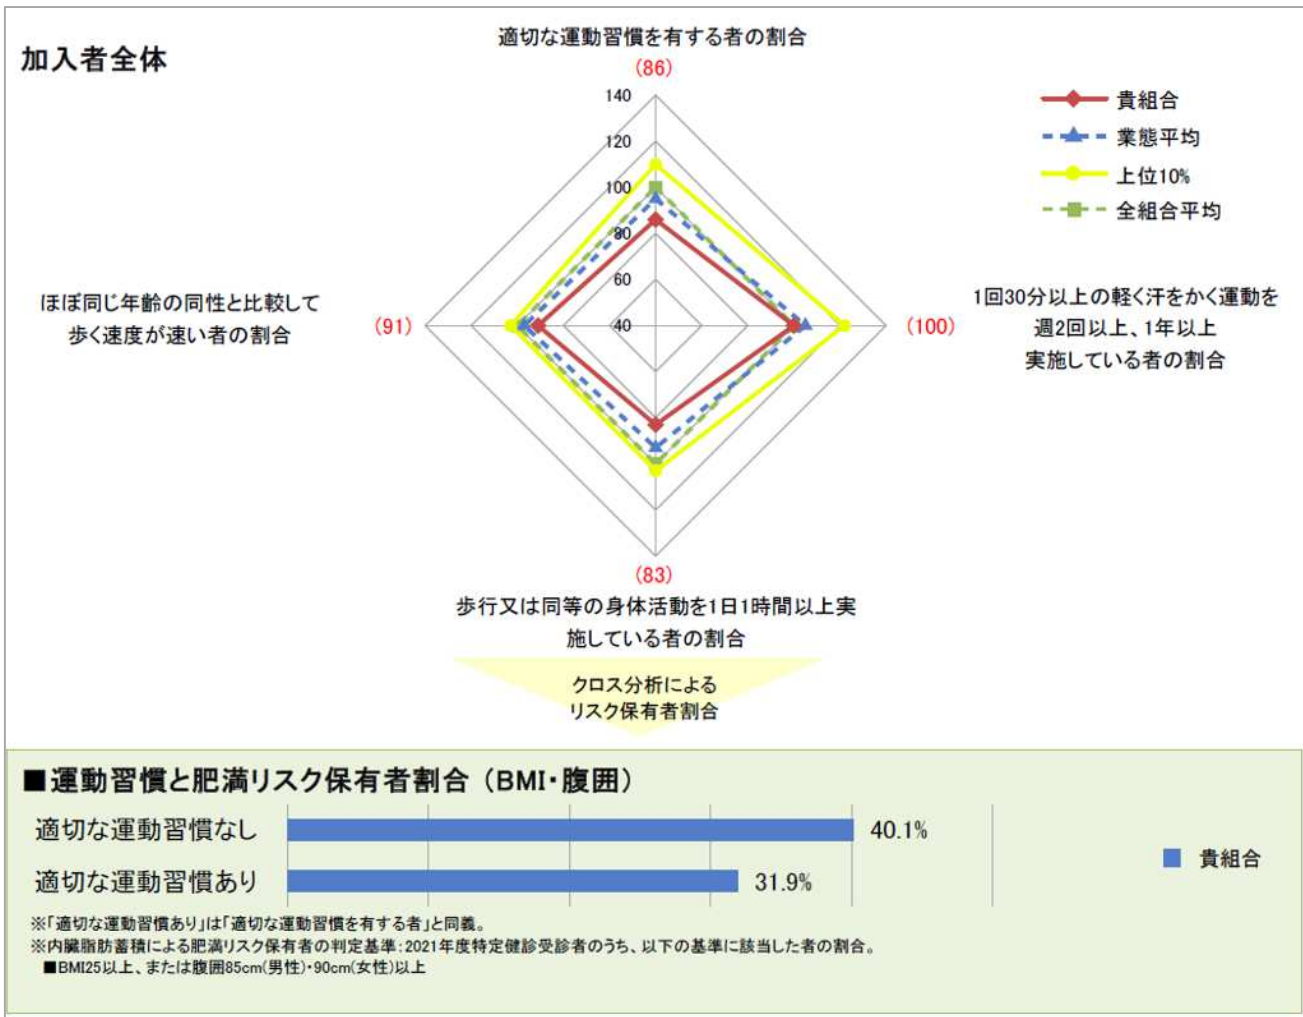 加入者全体
適切な運動習慣を有する者の割合
(86)
140
120
100
80
60
40
貴組合
業態平均
上位10%
全組合平均
ほぼ同じ年齢の同性と比較して
歩く速度が速い者の割合
(91)
(100)
1回30分以上の軽く汗をかく運動を
週2回以上、1年以上
実施している者の割合
(83)
歩行又は同等の身体活動を1日1時間以上実
施している者の割合
クロス分析による
リスク保有者割合
■運動習慣と肥満リスク保有者割合（BMI・腹囲）
適切な運動習慣なし
40.1%
適切な運動習慣あり
31.9%
貴組合
※「適切な運動習慣あり」は「適切な運動習慣を有する者」と同義。
※内臓脂肪蓄積による肥満リスク保有者の判定基準：2021年度特定健診受診者のうち、以下の基準に該当した者の割合。
■BMI25以上、または腹囲85cm(男性)・90cm(女性)以上